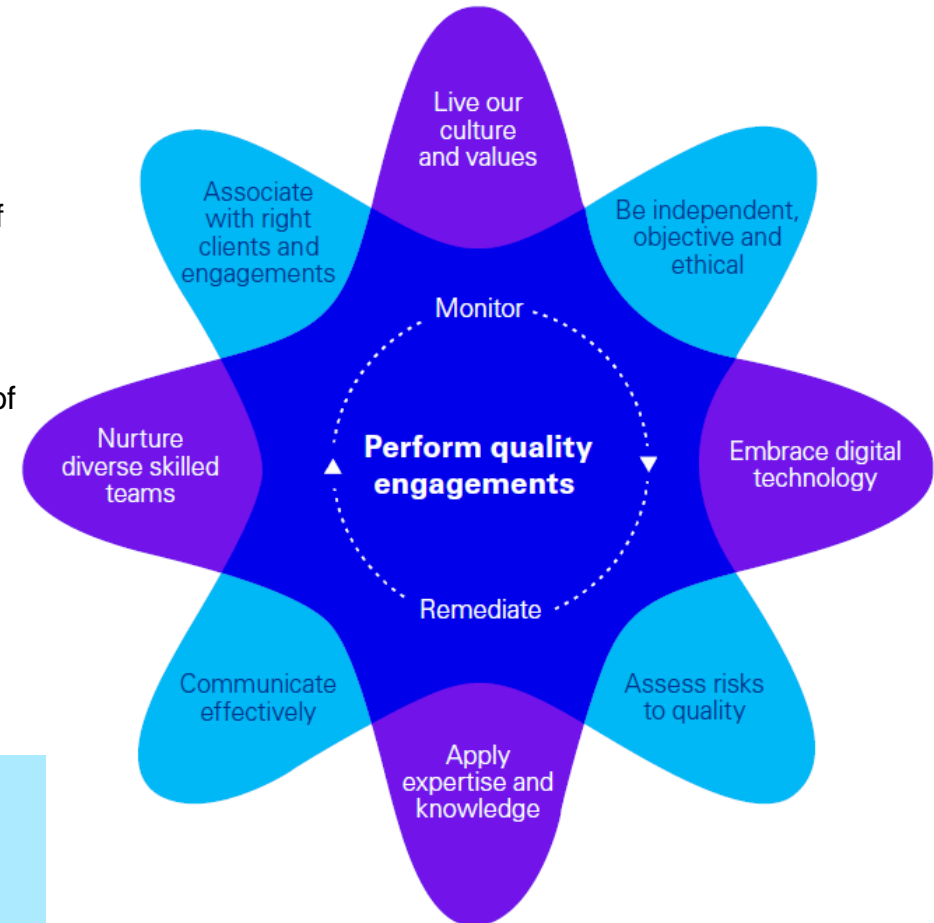 Live our
culture
and values
Associate
with right
clients and
engagements
Be independent,
objective and
ethical
of
Monitor
Nurture
diverse skilled
teams
Perform quality
engagements
Embrace digital
technology
Remediate
Communicate
effectively
Assess risks
to quality
Apply
expertise and
knowledge